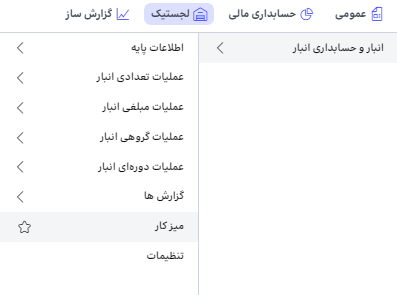 عمومی حسابداری مالی لجستیک گزارش ساز
انبار و حسابداری انبار
اطلاعات پایه
عملیات تعدادی انبار
عملیات مبلغی انبار
عملیات گروهی انبار
عملیات دوره‌ای انبار
گزارش ها
میز کار
تنظیمات